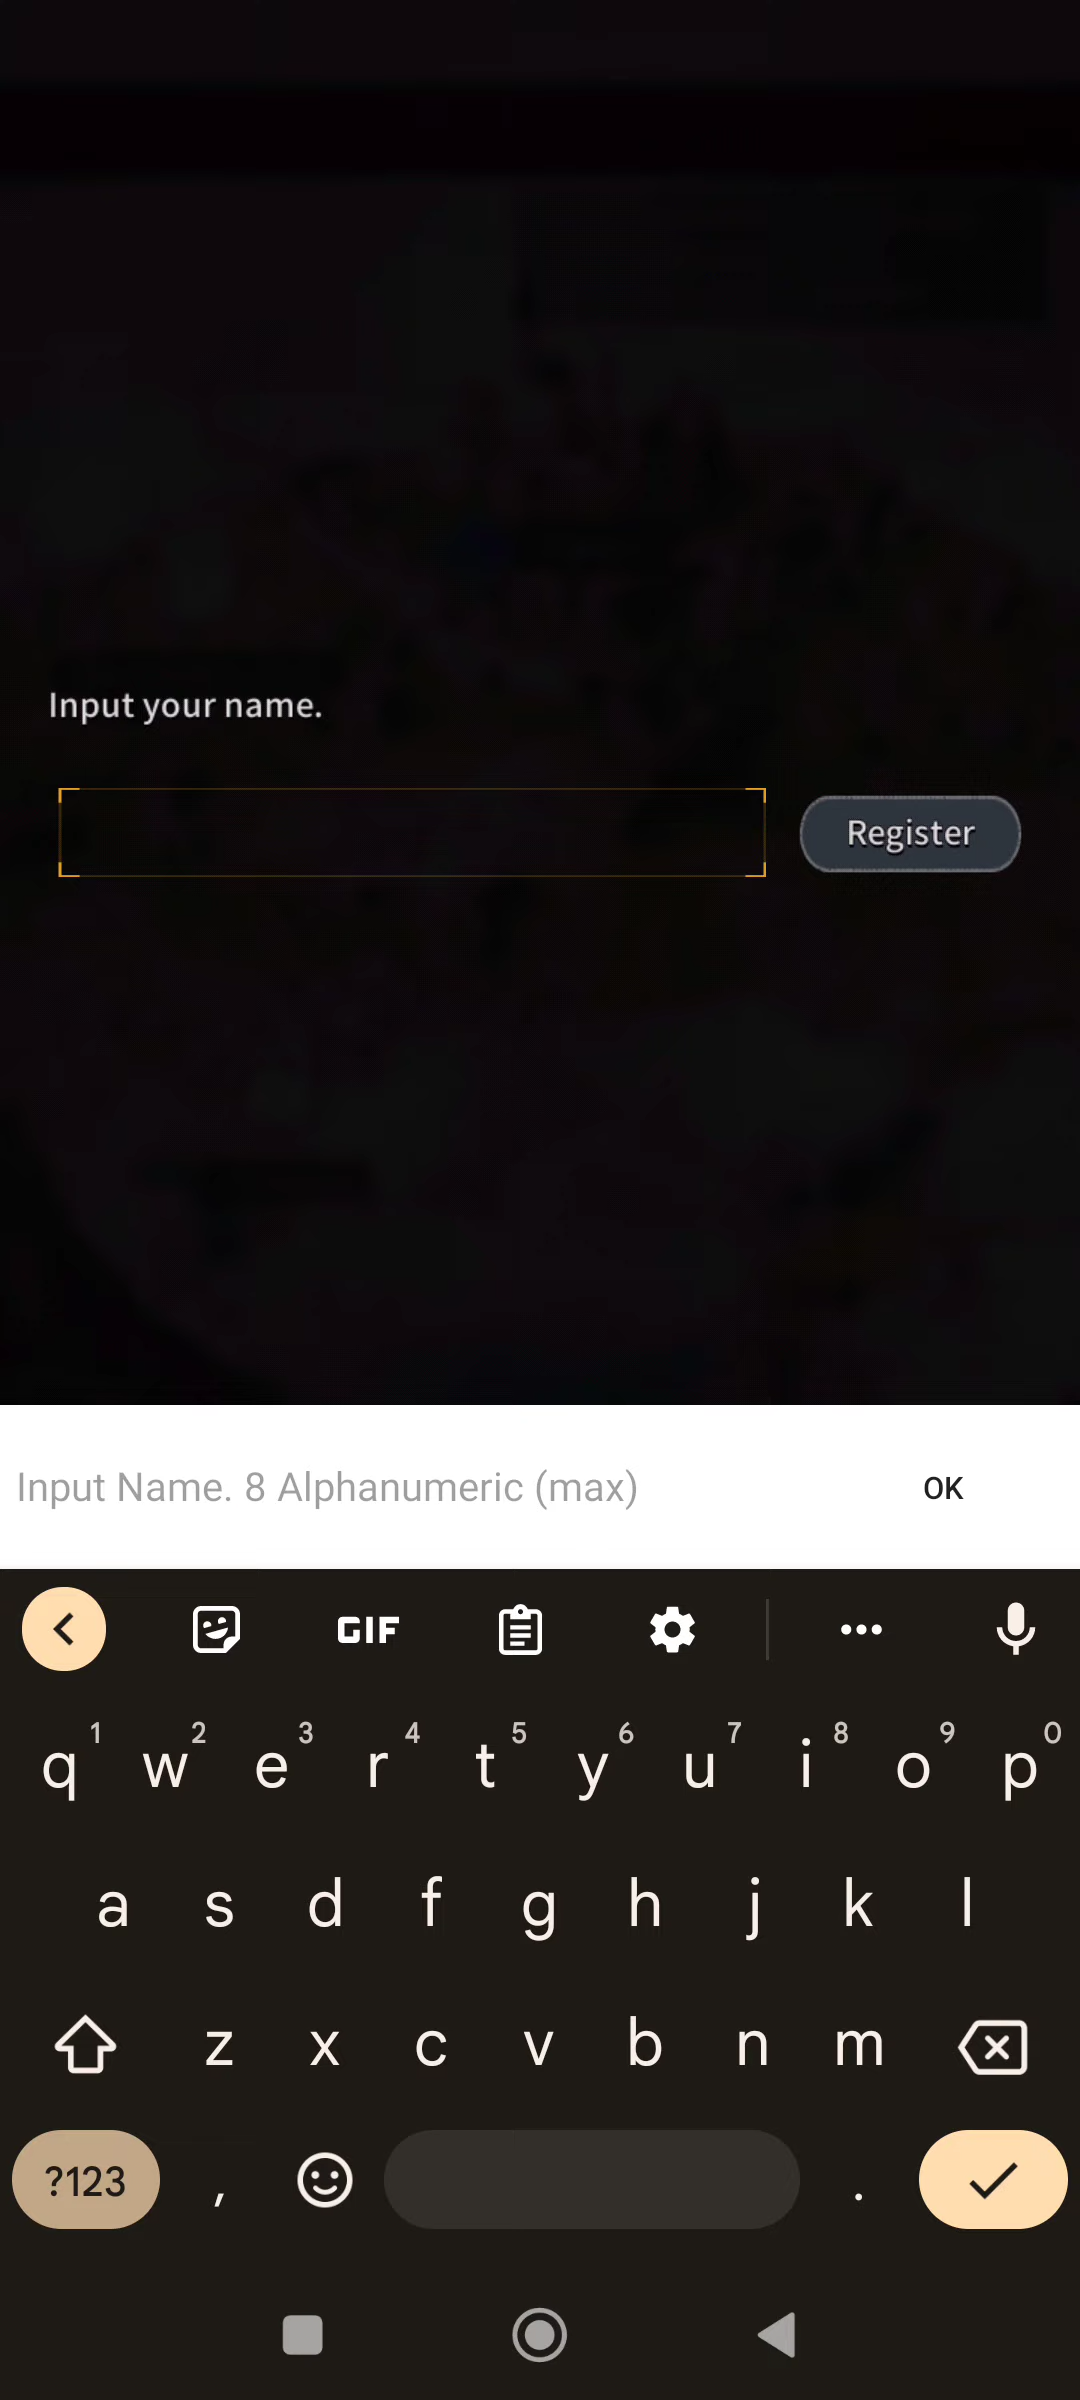 Input your name.
Register
Input Name. 8 Alphanumeric (max)
OK
GIF
1 2 3 4 5 6 7 8 9 0
q w e r t y u i o p
a s d f g h j k l
z x c v b n m
?123 , .